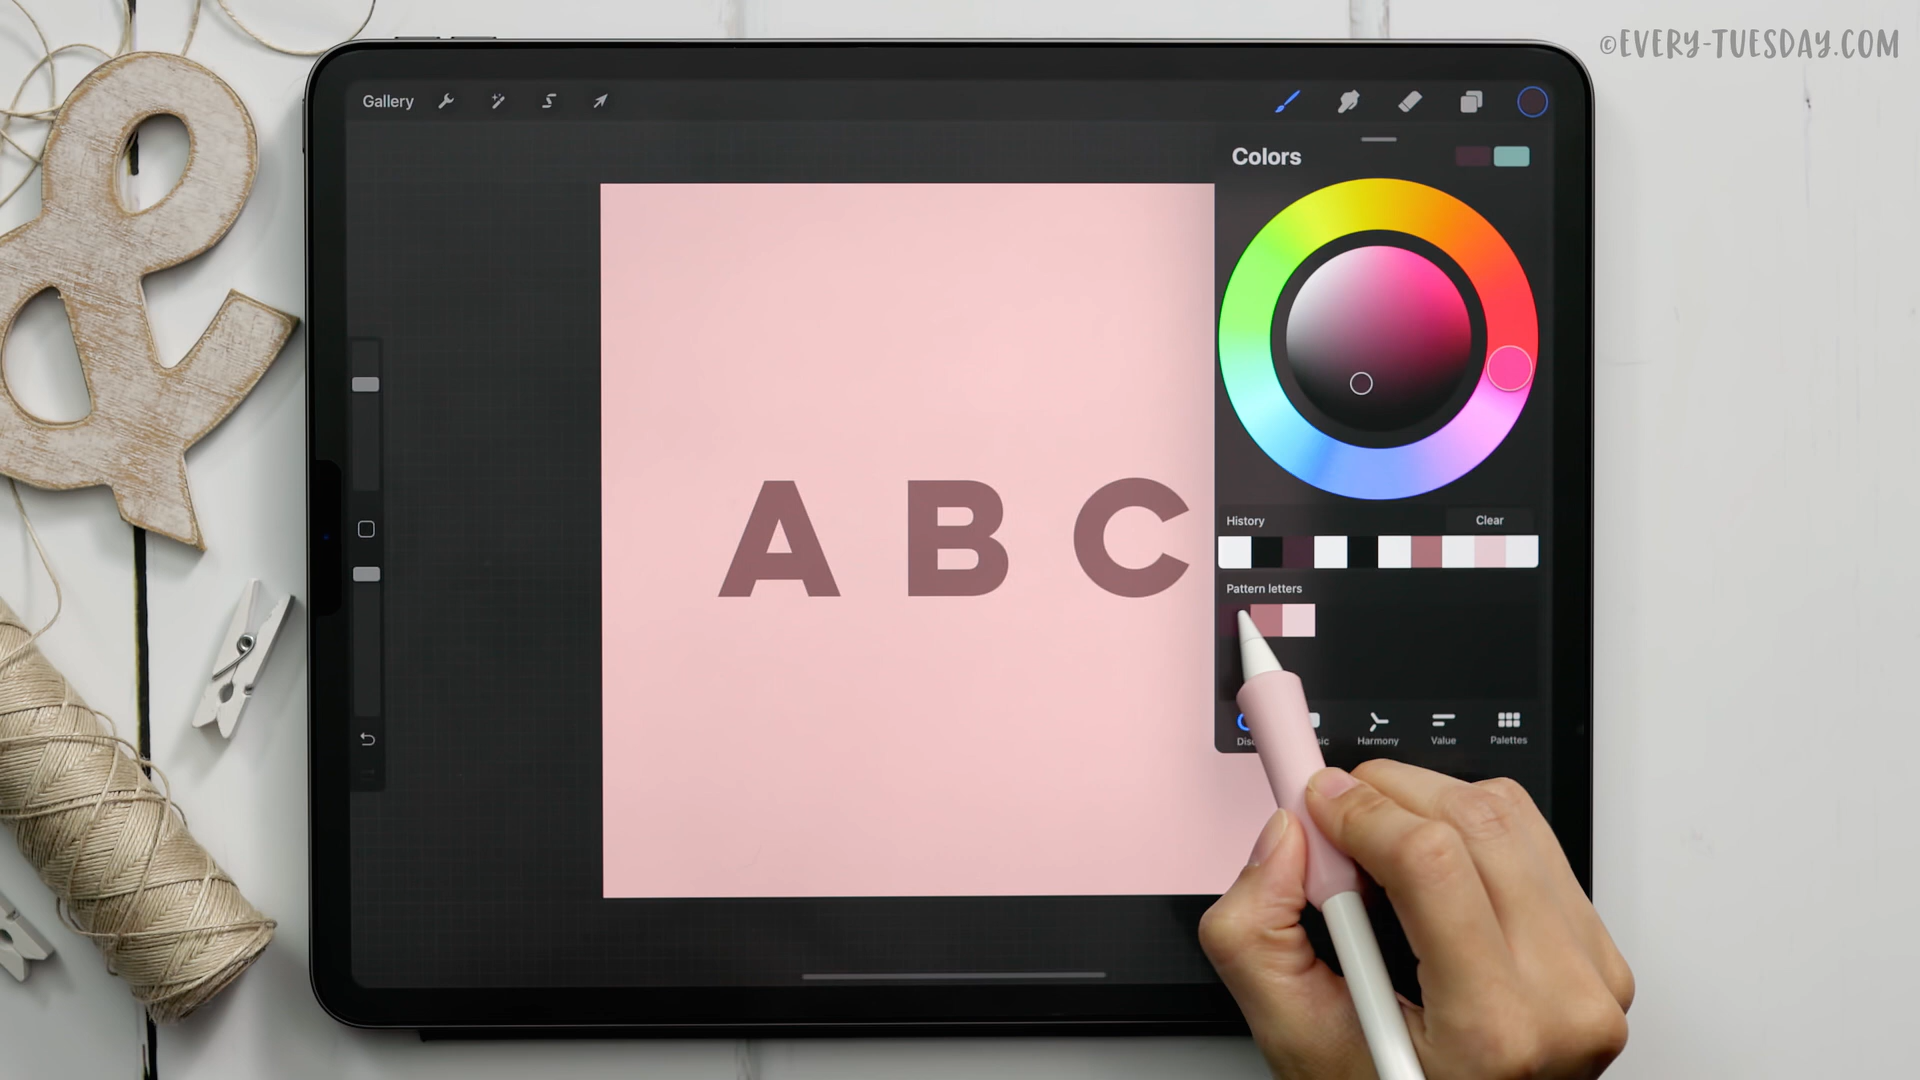 ©EVERY-TUESDAY.COM
Gallery
Colors
A B C
History
Clear
Pattern letters
Harmony
Value
Palettes